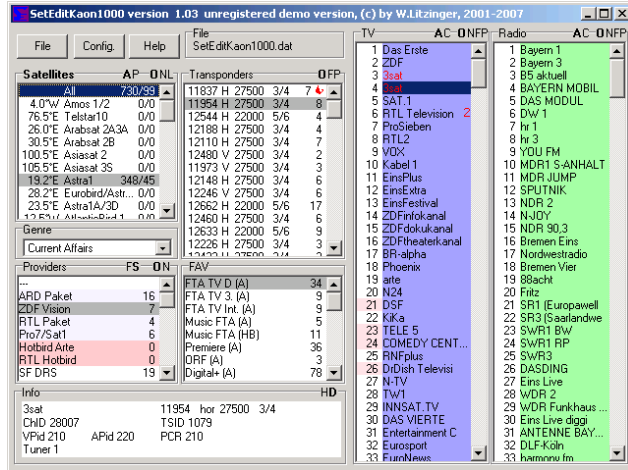 SetEditKaon1000 version 1.03 unregistered demo version, (c) by W.Litzinger, 2001-2007
File Config. Help
File
SetEditKaon1000.dat
Satellites AP ONL
All 730/99
4.0°W Amos 1/2 0/0
76.5°E Telstar10 0/0
26.0°E Arabsat 2A3A 0/0
30.5°E Arabsat 2B 0/0
100.5°E Asiasat 2 0/0
105.5°E Asiasat 3S 0/0
19.2°E Astra1 348/45
28.2°E Eurobird/Astr... 0/0
23.5°E Astra1A/3D 0/0
12.5°W AtlanticBird 1 0/0
Genre
Current Affairs
Transponders OFP
11837 H 27500 3/4 7
11954 H 27500 3/4 8
12544 H 22000 5/6 4
12188 H 27500 3/4 4
12110 H 27500 3/4 7
12480 V 27500 3/4 2
11973 V 27500 3/4 3
12148 H 27500 3/4 6
12246 V 27500 3/4 6
12662 H 22000 5/6 17
12460 H 27500 3/4 6
12633 H 22000 5/6 9
12226 H 27500 3/4 3
Providers FS ON
---
ARD Paket 16
ZDF Vision 7
RTL Paket 4
Pro7/Sat1 6
Hotbird Arte 0
RTL Hotbird 0
SF DRS 19
FAV
FTA TV D (A) 34
FTA TV 3. (A) 9
FTA TV Int. (A) 9
Music FTA (A) 5
Music FTA (HB) 11
Premiere (A) 36
ORF (A) 3
Digital+ (A) 78
Info HD
3sat 11954 hor 27500 3/4
ChID 28007 TSID 1079
VPid 210 APid 220 PCR 210
Tuner 1
TV AC ONFP
1 Das Erste
2 ZDF
3 3sat
4 3sat
5 SAT.1
6 RTL Television 2
7 ProSieben
8 RTL2
9 VOX
10 Kabel 1
11 EinsPlus
12 EinsExtra
13 EinsFestival
14 ZDFinfokanal
15 ZDFdokukanal
16 ZDFtheaterkanal
17 BR-alpha
18 Phoenix
19 arte
20 N24
21 DSF
22 KiKa
23 TELE 5
24 COMEDY CENT...
25 RNFplus
26 DrDish Televisi
27 N-TV
28 TW1
29 INNSAT.TV
30 DAS VIERTE
31 Entertainment C
32 Eurosport
33 EuroNews
Radio AC ONFP
1 Bayern 1
2 Bayern 3
3 B5 aktuell
4 BAYERN MOBIL
5 DAS MODUL
6 DW 1
7 hr 1
8 hr 3
9 YOU FM
10 MDR1 S-ANHALT
11 MDR JUMP
12 SPUTNIK
13 NDR 2
14 N-JOY
15 NDR 90,3
16 Bremen Eins
17 Nordwestradio
18 Bremen Vier
19 88acht
20 Fritz
21 SR1 (Europawell
22 SR3 (Saarlandwe
23 SWR1 BW
24 SWR1 RP
25 SWR3
26 DASDING
27 Eins Live
28 WDR 2
29 WDR Funkhaus ...
30 Eins Live diggi
31 ANTENNE BAY...
32 DLF-Köln
33 harmony fm